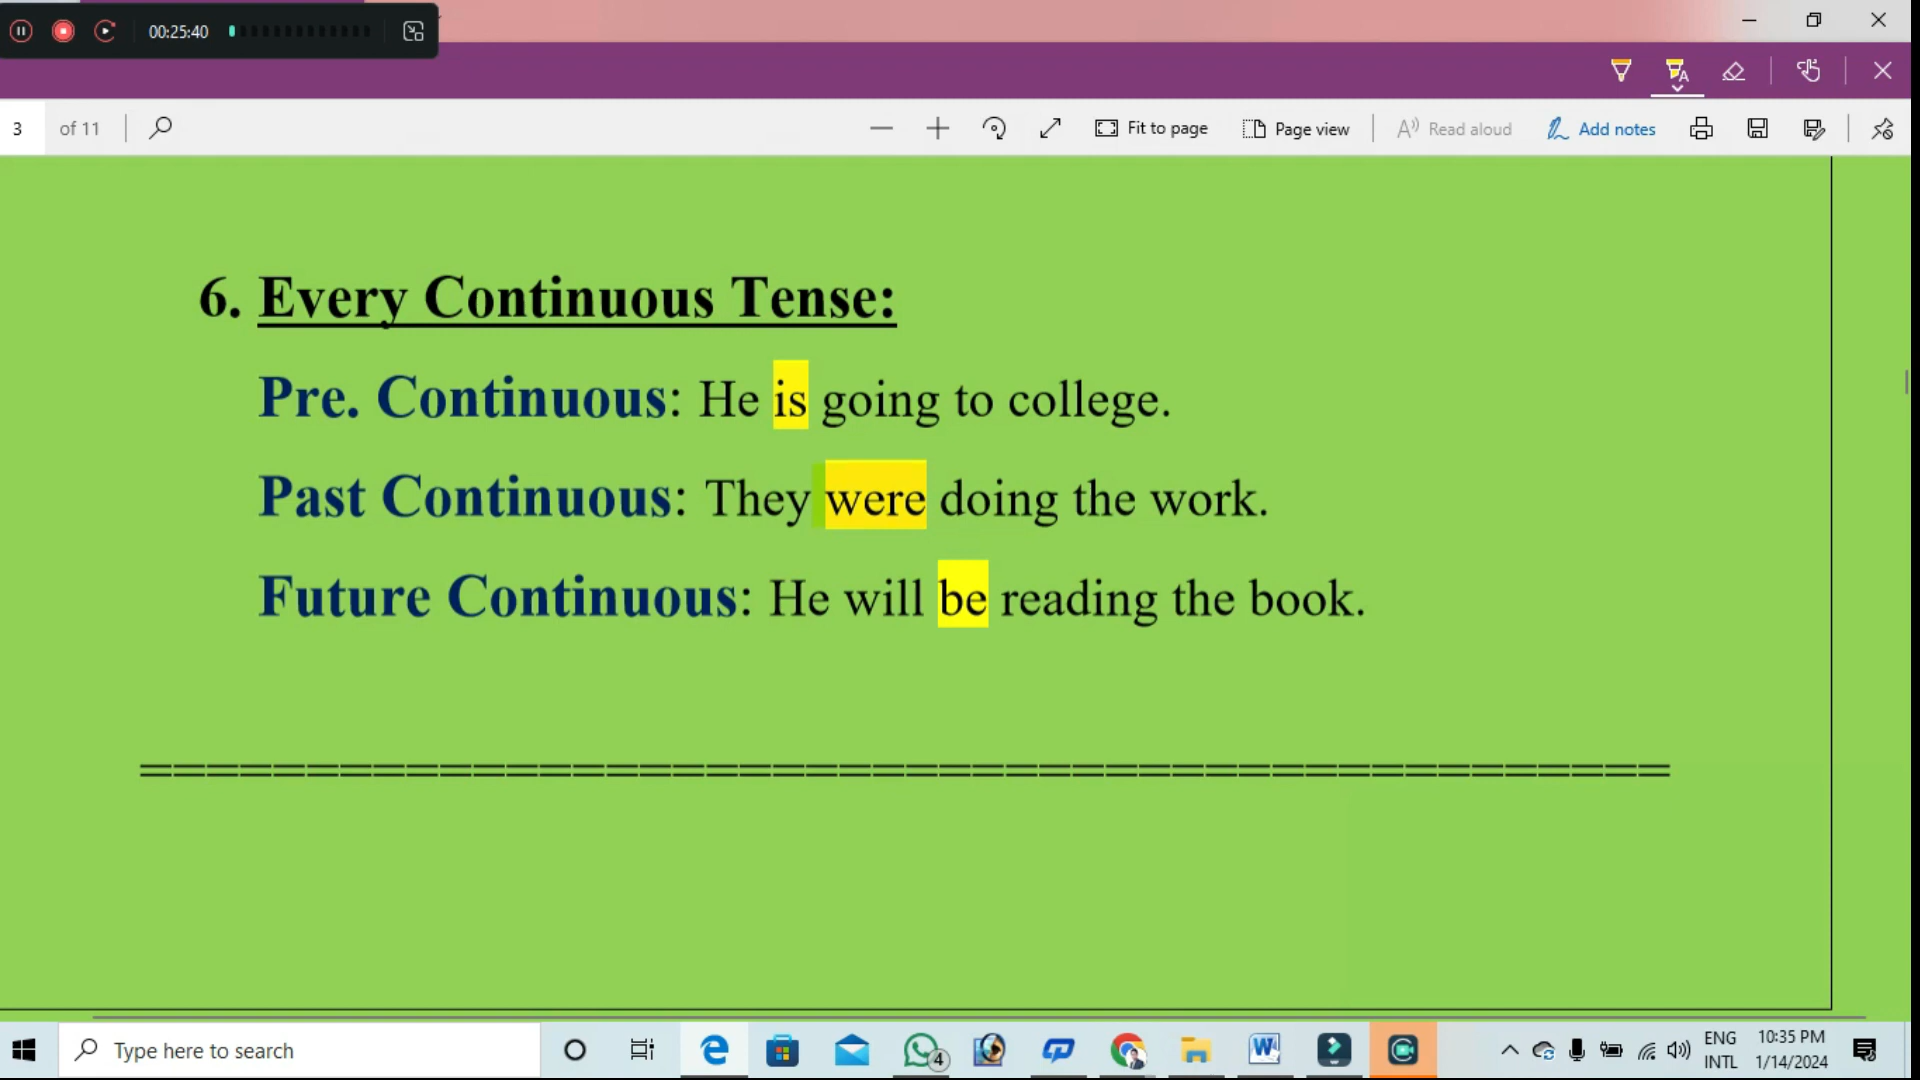 00:25:40
3 of 11 Fit to page Page view Read aloud Add notes
6. Every Continuous Tense:
Pre. Continuous: He is going to college.
Past Continuous: They were doing the work.
Future Continuous: He will be reading the book.
==============================================
Type here to search 4 ENG 10:35 PM
INTL 1/14/2024